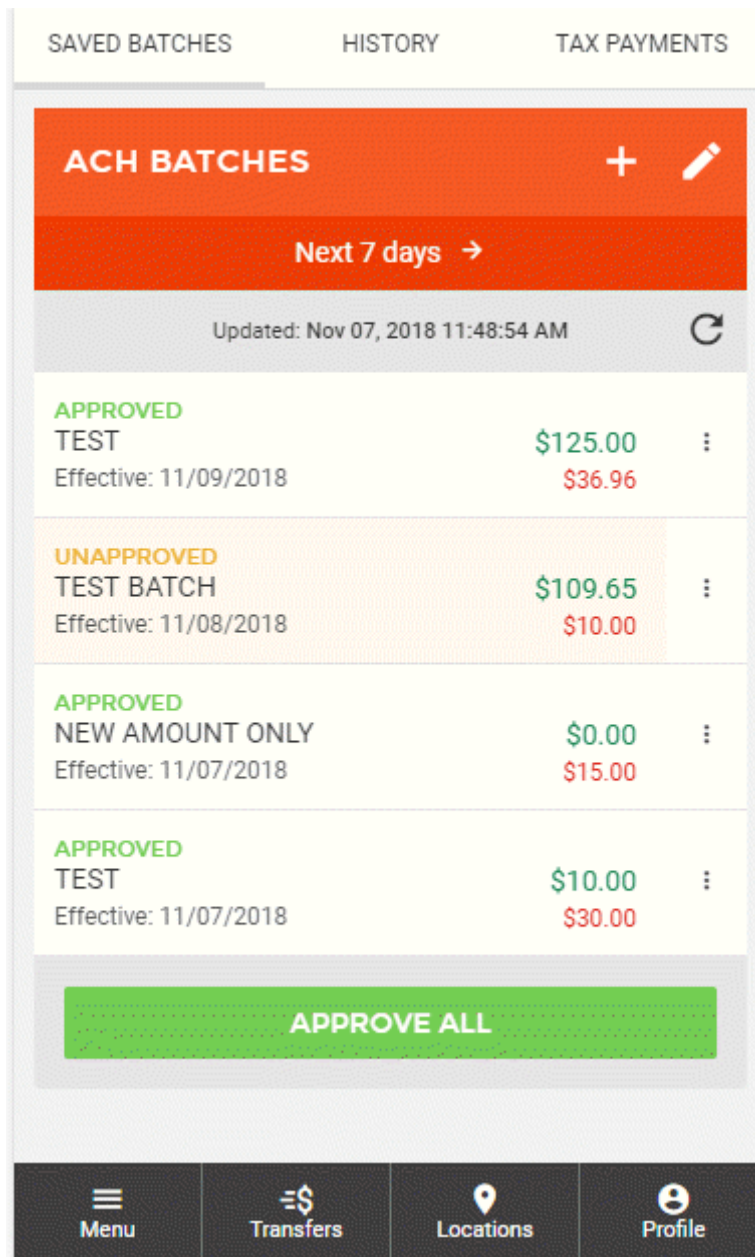 SAVED BATCHES HISTORY TAX PAYMENTS
ACH BATCHES
Next 7 days →
Updated: Nov 07, 2018 11:48:54 AM
APPROVED
TEST $125.00
Effective: 11/09/2018 $36.96
UNAPPROVED
TEST BATCH $109.65
Effective: 11/08/2018 $10.00
APPROVED
NEW AMOUNT ONLY $0.00
Effective: 11/07/2018 $15.00
APPROVED
TEST $10.00
Effective: 11/07/2018 $30.00
APPROVE ALL
Menu Transfers Locations Profile